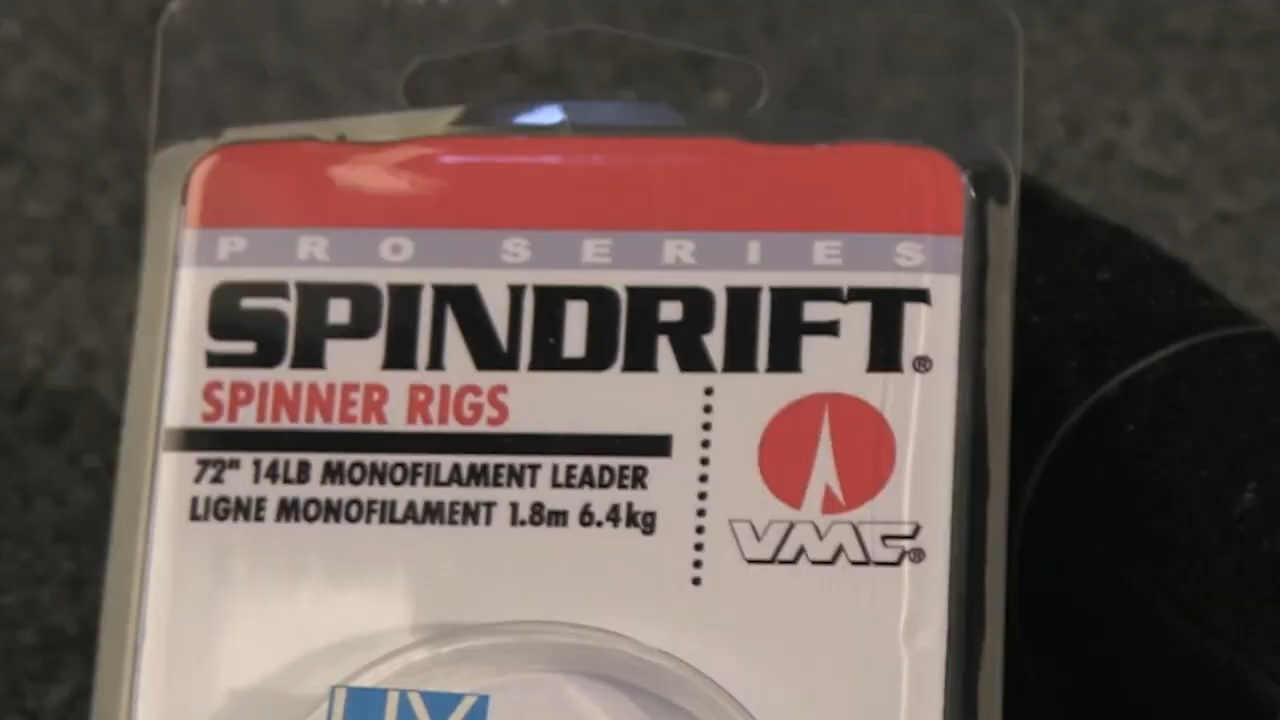 PRO SERIES
SPINDRIFT®
SPINNER RIGS
72" 14LB MONOFILAMENT LEADER
LIGNE MONOFILAMENT 1.8m 6.4kg
VMC®